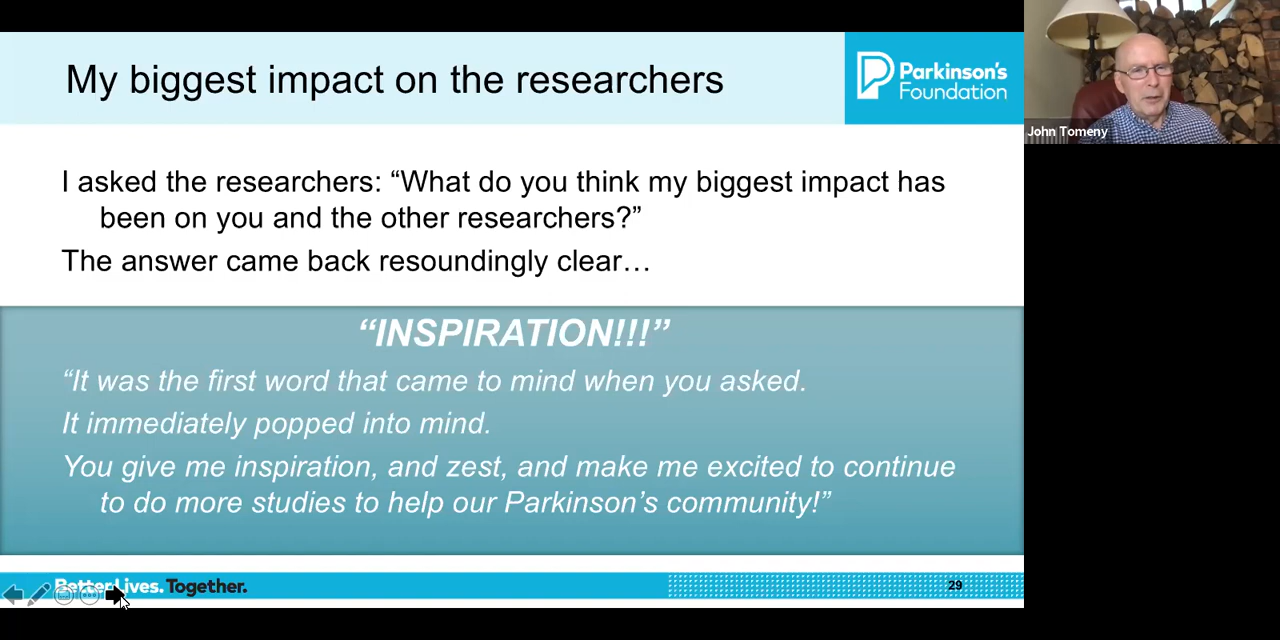 My biggest impact on the researchers
Parkinson's
Foundation
John Tomeny
I asked the researchers: “What do you think my biggest impact has
been on you and the other researchers?”
The answer came back resoundingly clear…
“INSPIRATION!!!”
“It was the first word that came to mind when you asked.
It immediately popped into mind.
You give me inspiration, and zest, and make me excited to continue
to do more studies to help our Parkinson’s community!”
Better Lives. Together.
29